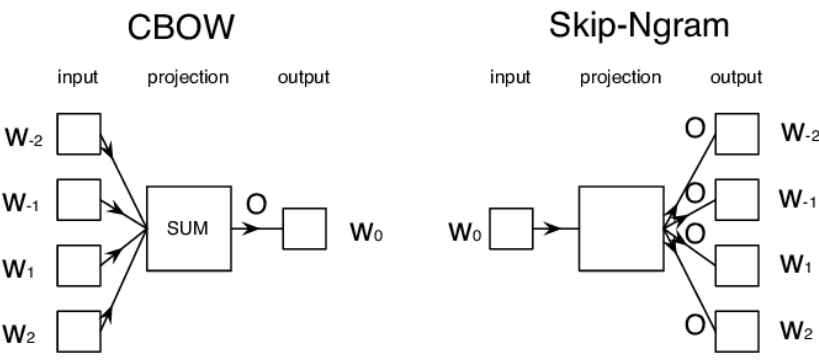 CBOW
input projection output
W-2
W-1
W1
W2
SUM
O
W0
Skip-Ngram
input projection output
W0
O
O
O
O
W-2
W-1
W1
W2